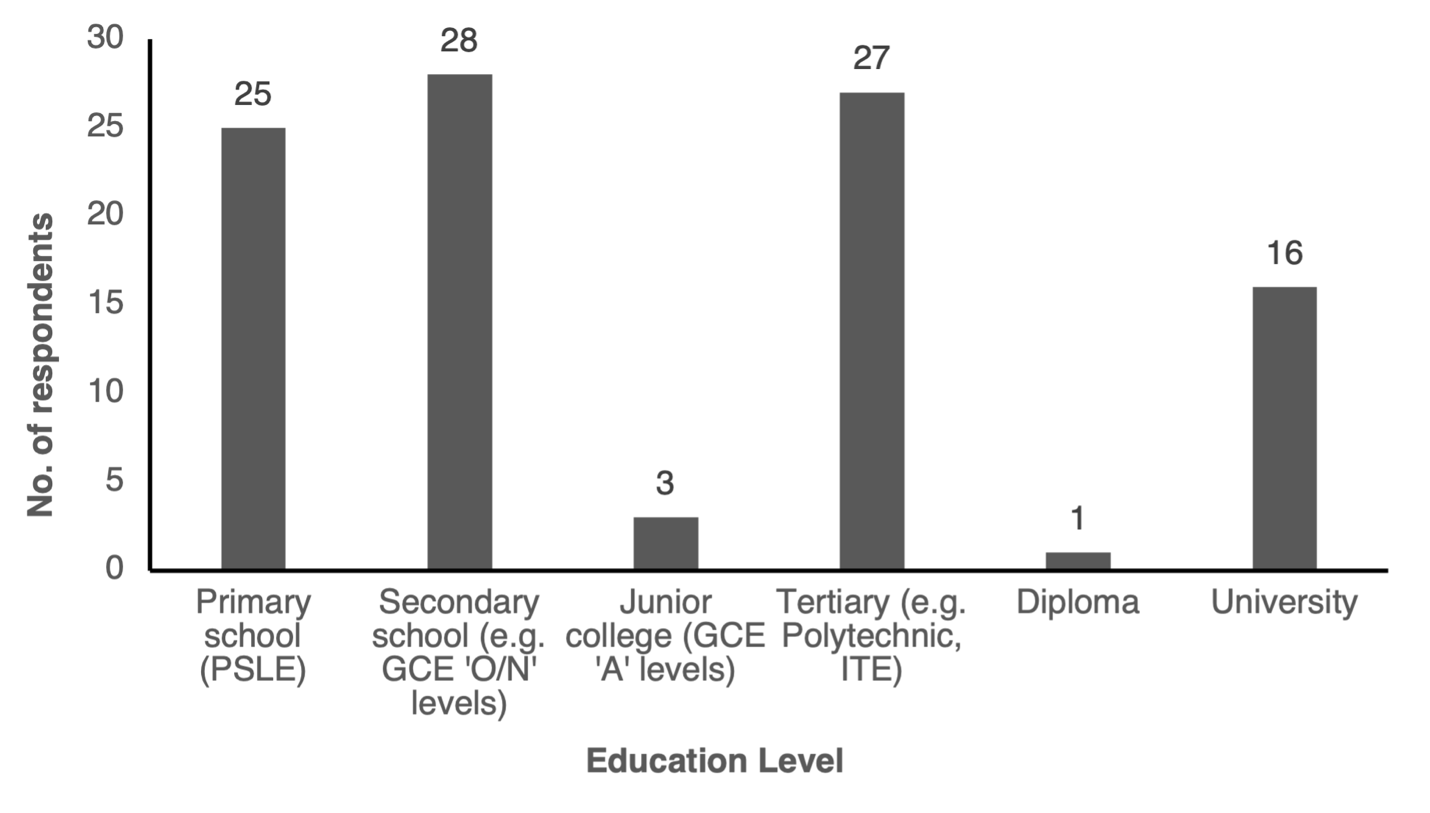 30
25
20
15
10
5
0
No. of respondents
25
28
3
27
1
16
Primary
school
(PSLE)
Secondary
school (e.g.
GCE 'O/N'
levels)
Junior
college (GCE
'A' levels)
Tertiary (e.g.
Polytechnic,
ITE)
Diploma
University
Education Level